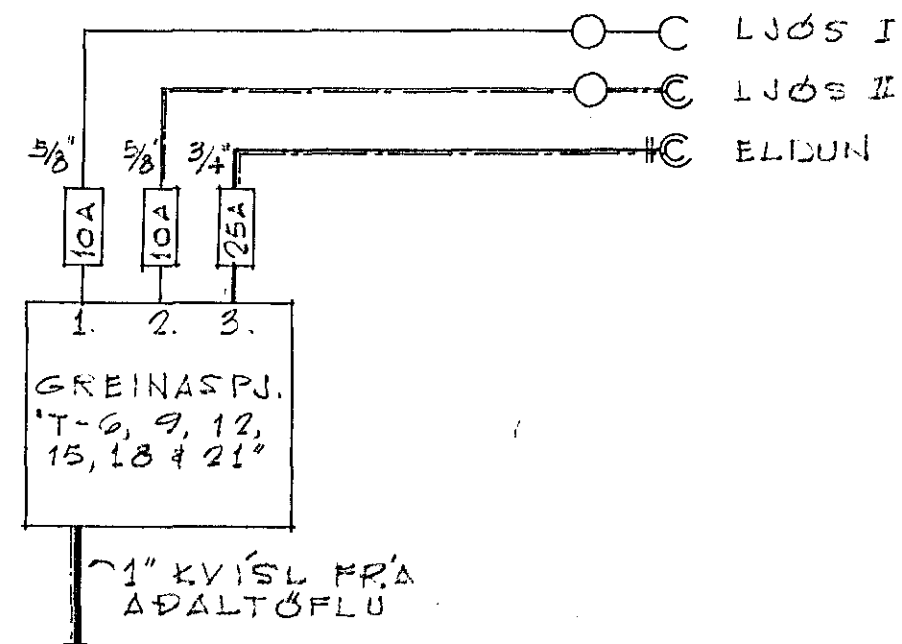 LJÓS I
LJÓS II
ELDUN
5/8" 5/8" 3/4"
10A 10A 25A
1. 2. 3.
GREINASPJ.
"T-6, 9, 12,
15, 18 & 21"
1" KVÍSL FRÁ
AÐALTÖFLU